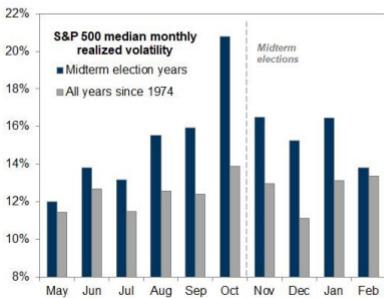 22%
S&P 500 median monthly
realized volatility
Midterm election years
All years since 1974
Midterm
elections
20%
18%
16%
14%
12%
10%
8%
May Jun Jul Aug Sep Oct Nov Dec Jan Feb